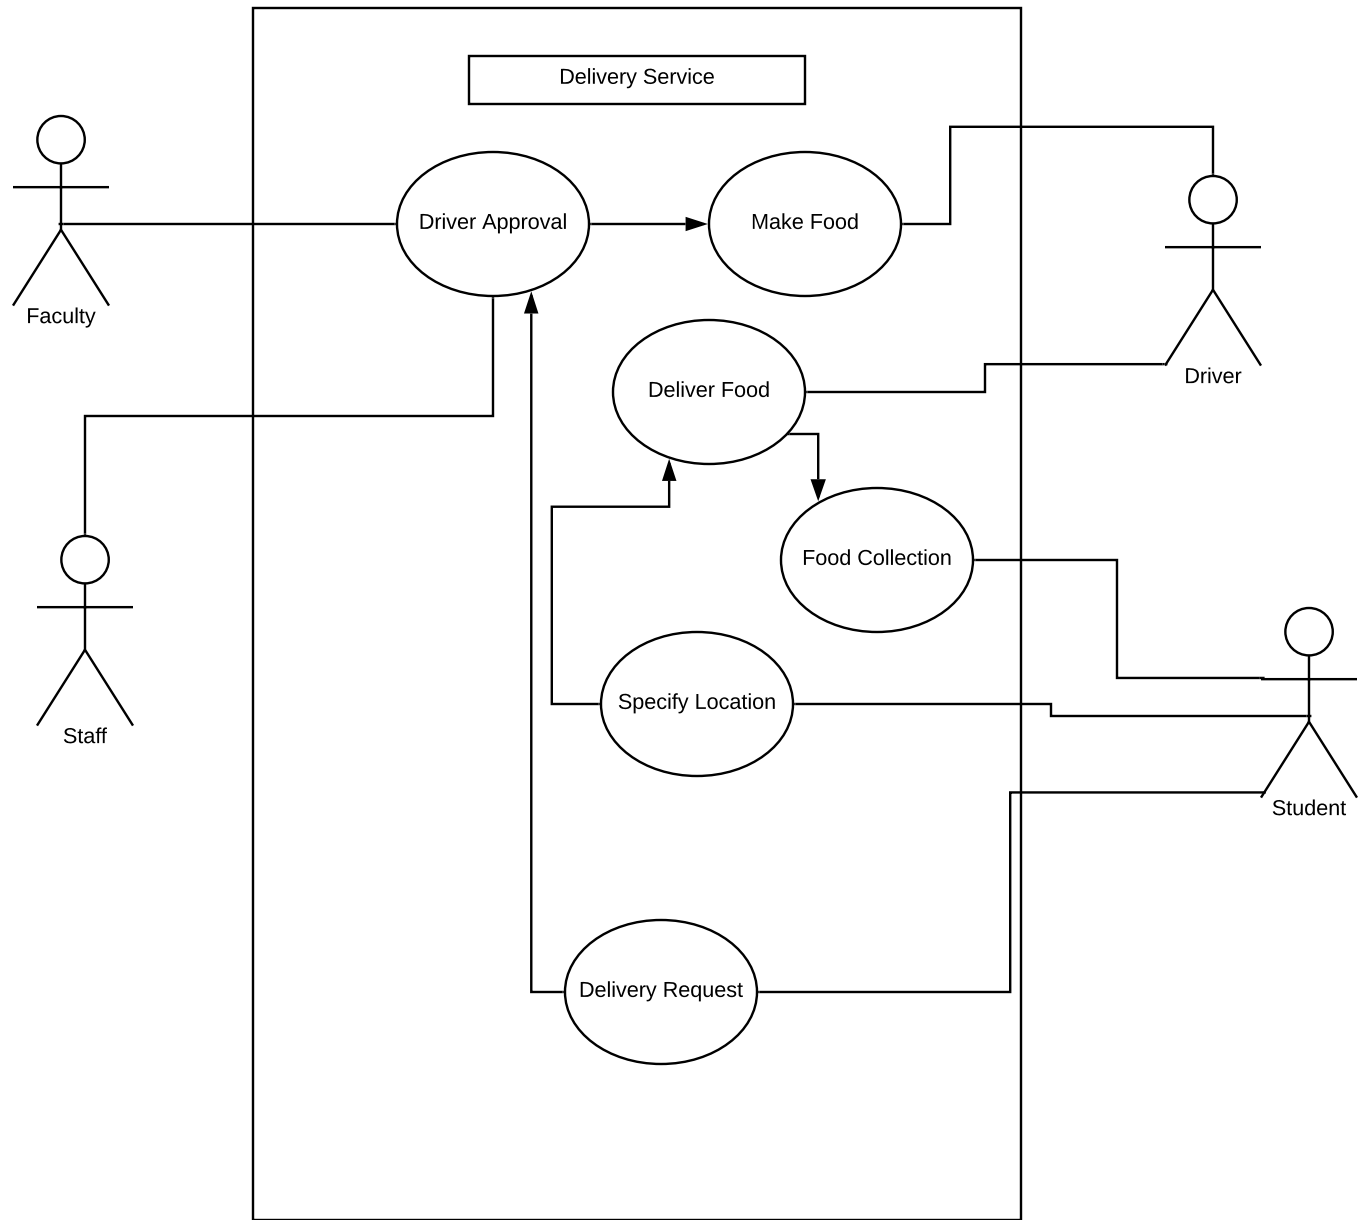 Delivery Service
Driver Approval
Make Food
Faculty
Driver
Deliver Food
Food Collection
Specify Location
Staff
Student
Delivery Request